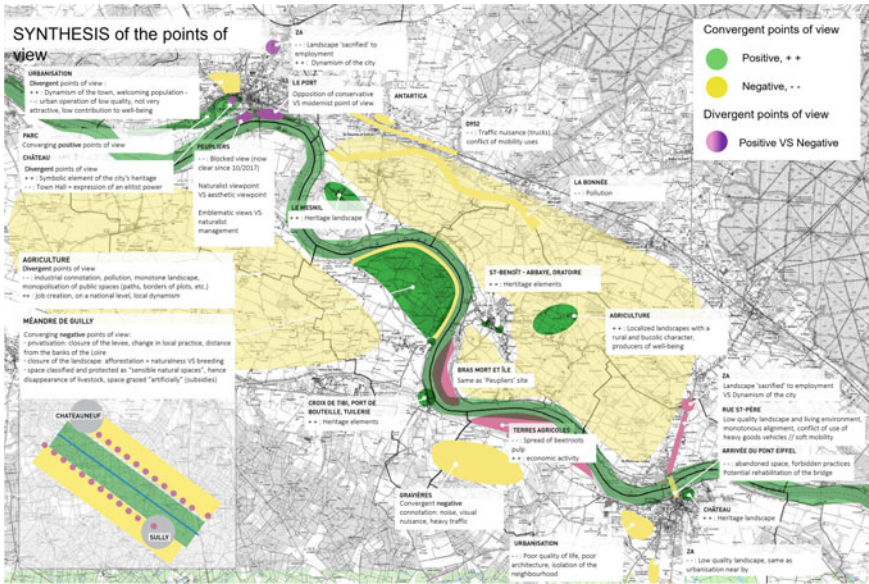 SYNTHESIS of the points of
view
ZA
- - : Landscape 'sacrified' to
employment
+ + : Dynamism of the city
Convergent points of view
Positive, + +
Negative, - -
Divergent points of view
Positive VS Negative
URBANISATION
Divergent points of view :
+ + : Dynamism of the town, welcoming population -
- - : urban operation of low quality, not very
attractive, low contribution to well-being
LE PORT
Opposition of conservative
VS modernist point of view
ANTARTICA
PARC
Converging positive points of view
CHÂTEAU
Divergent points of view
+ + : Symbolic element of the city's heritage
- - : Town Hall = expression of an elitist power
PEUPLIERS
- - : Blocked view (now
clear since 10/2017)
Naturalist viewpoint
VS aesthetic viewpoint
Emblematic views VS
naturalist
management
D952
- - : Traffic nuisance (trucks)
conflict of mobility uses
LA BONNÉE
- - : Pollution
LE MESNIL
+ + : Heritage landscape
AGRICULTURE
Divergent points of view
- - : industrial connotation, pollution, monotone landscape,
monopolisation of public spaces (paths, borders of plots, etc.)
++ : job creation, on a national level, local dynamism
ST-BENOÎT - ABBAYE, ORATOIRE
+ + : Hertitage elements
AGRICULTURE
+ + : Localized landscapes with a
rural and bucolic character,
producers of well-being
MÉANDRE DE GUILLY
Converging negative points of view:
- privatisation: closure of the levee, change in local practice, distance
from the banks of the Loire
- closure of the landscape: afforestation + naturalness VS breeding
- space classified and protected as "sensible natural spaces", hence
disappearance of livestock, space grazed "artificially" (subsidies)
BRAS MORT ET ÎLE
Same as 'Peupliers' site
ZA
Landscape 'sacrified' to employment
VS Dynamism of the city
CROIX DE TIBI, PORT DE
BOUTEILLE, TUILERIE
+ + : Heritage elements
RUE ST-PÈRE
Low quality landscape and living environment,
monotonous alignment, conflict of use of
heavy goods vehicles // soft mobility
CHATEAUNEUF
SULLY
TERRES AGRICOLES
- - : Spread of beetroots
pulp
+ + : economic activity
ARRIVÉE DU PONT EIFFEL
- - : abandoned space, forbidden practices
Potential rehabilitation of the bridge
GRAVIÈRES
Convergent negative
connotation: noise, visual
nuisance, heavy traffic
CHÂTEAU
+ + : Heritage landscape
URBANISATION
- - : Poor quality of life, poor
architecture, isolation of the
neighbourhood
ZA
- - : Low quality landscape, same as
urbanisation near by